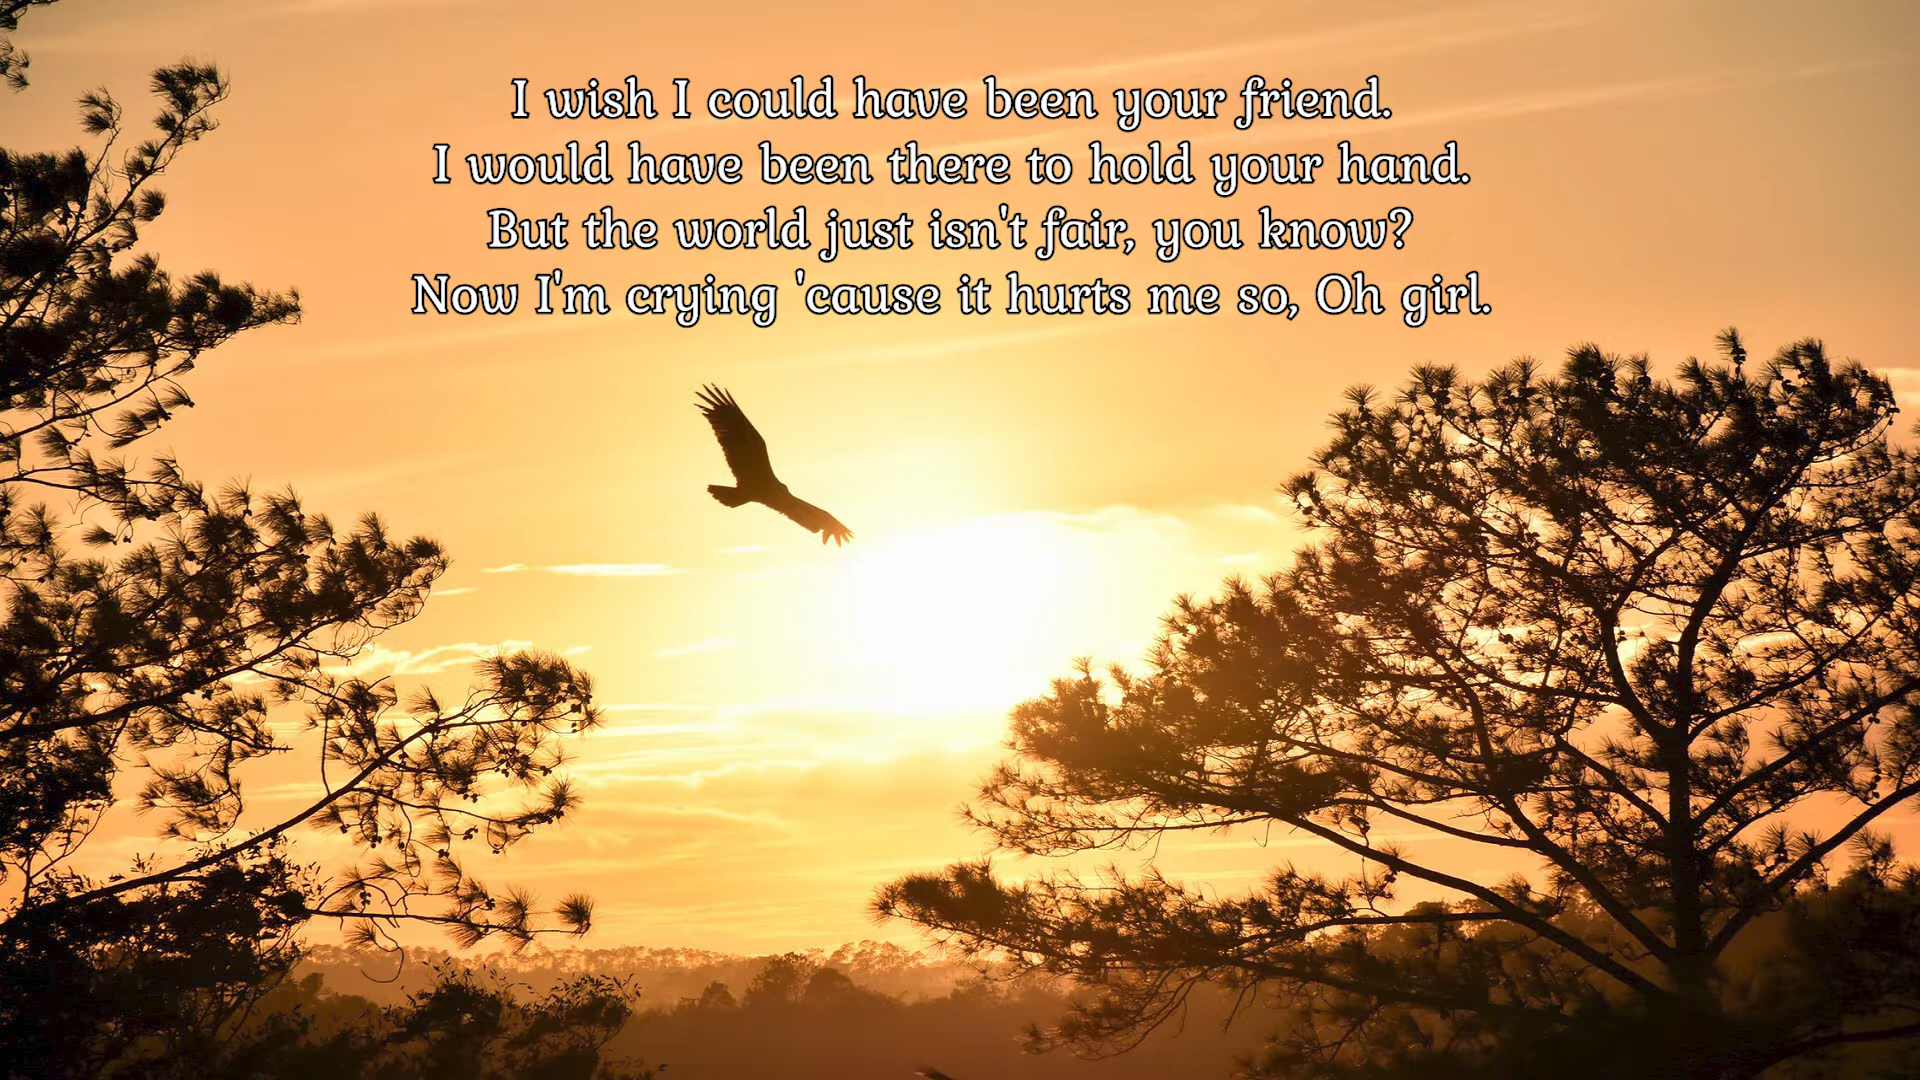 I wish I could have been your friend.
I would have been there to hold your hand.
But the world just isn't fair, you know?
Now I'm crying 'cause it hurts me so, Oh girl.